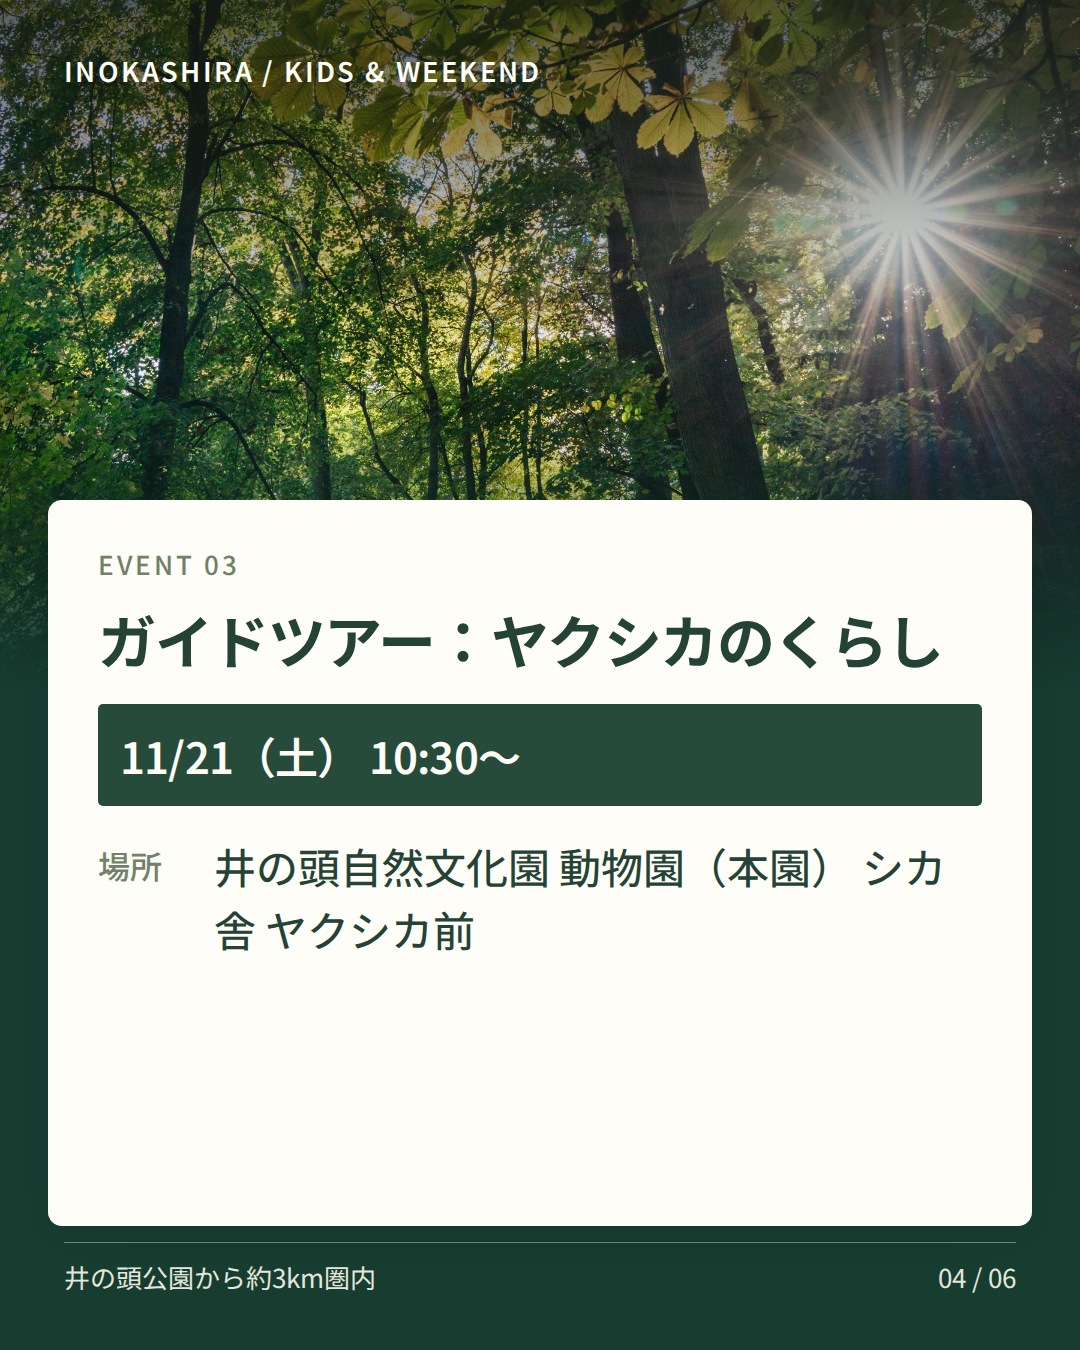 INOKASHIRA / KIDS & WEEKEND
EVENT 03
ガイドツアー：ヤクシカのくらし
11/21（土） 10:30〜
場所 井の頭自然文化園 動物園（本園） シカ
舎 ヤクシカ前
井の頭公園から約3km圏内
04 / 06